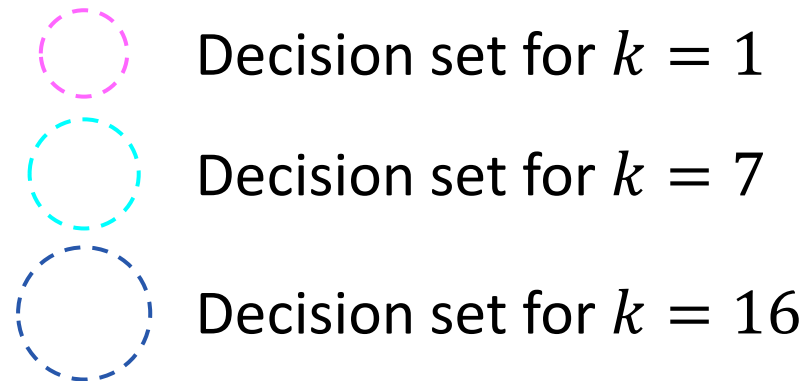 Decision set for k = 1
Decision set for k = 7
Decision set for k = 16